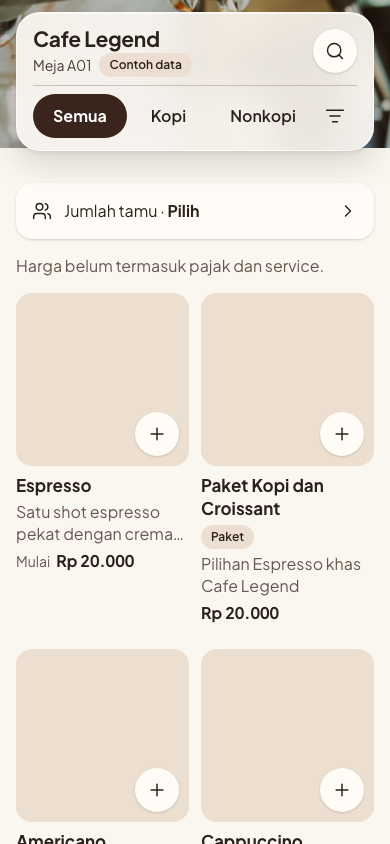 Cafe Legend
Meja A01 Contoh data
Semua Kopi Nonkopi
Jumlah tamu · Pilih
Harga belum termasuk pajak dan service.
Espresso
Satu shot espresso
pekat dengan crema...
Mulai Rp 20.000
Paket Kopi dan
Croissant
Paket
Pilihan Espresso khas
Cafe Legend
Rp 20.000
Americano
Cappuccino